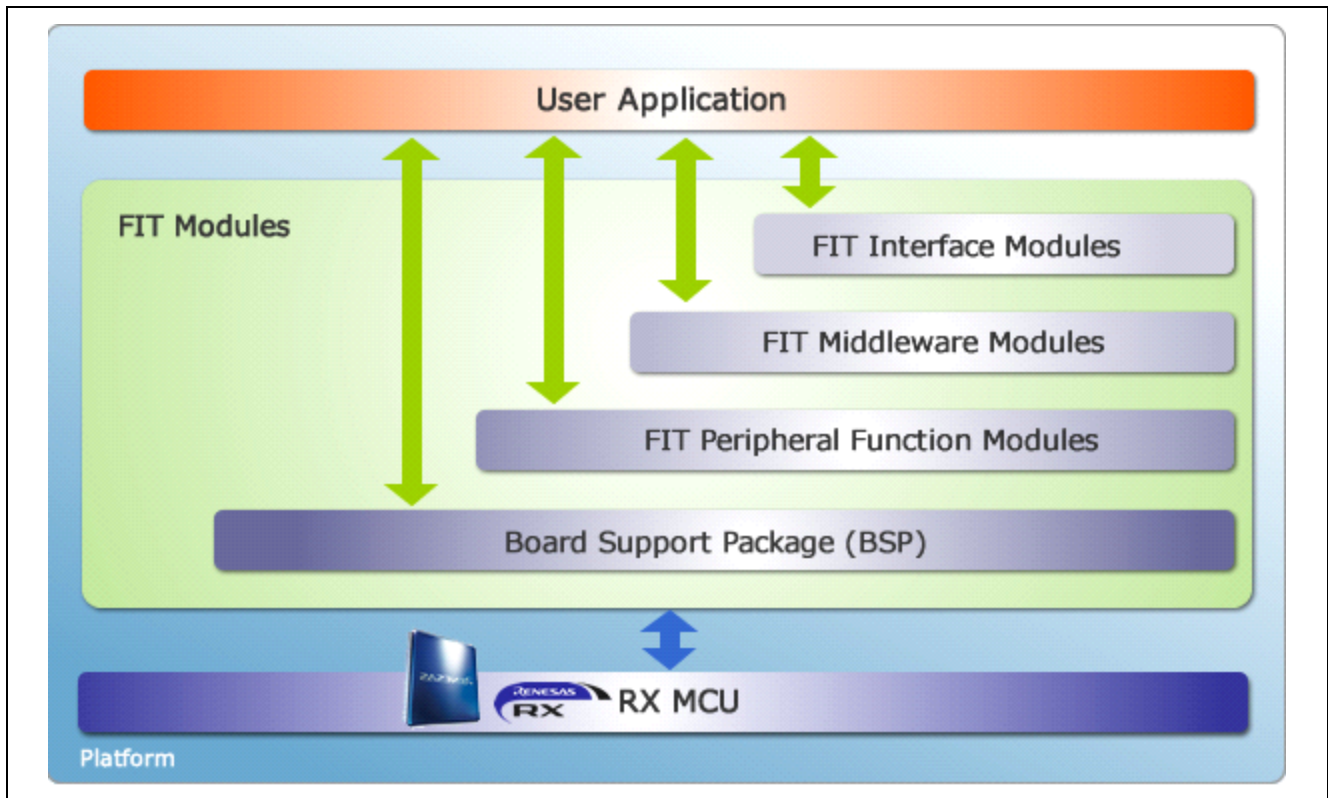 User Application
FIT Modules
FIT Interface Modules
FIT Middleware Modules
FIT Peripheral Function Modules
Board Support Package (BSP)
RENESAS
RX
RX MCU
Platform